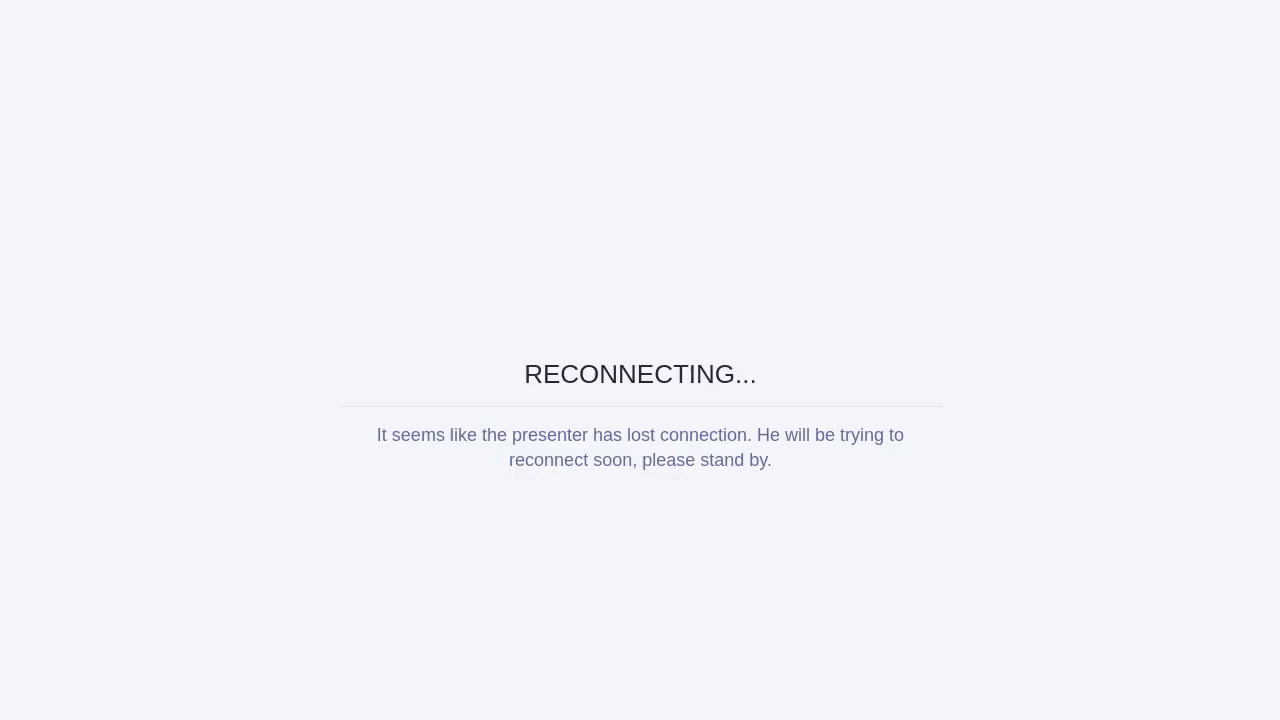 RECONNECTING...
It seems like the presenter has lost connection. He will be trying to
reconnect soon, please stand by.